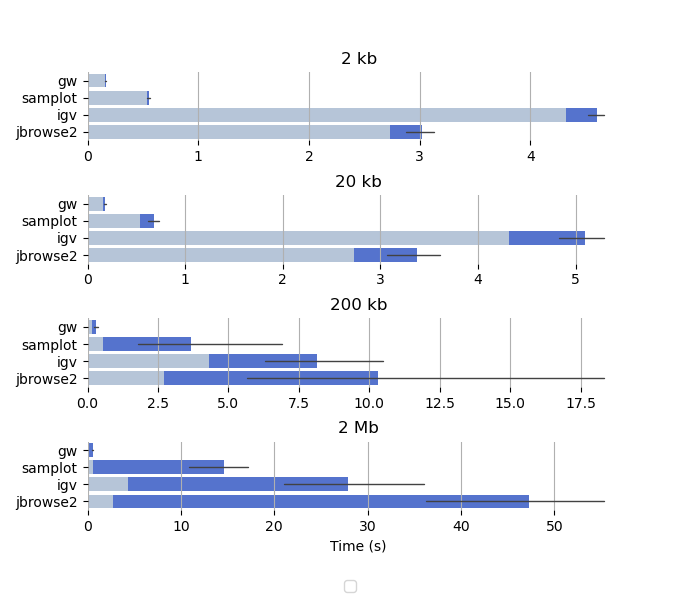 2 kb
gw
samplot
igv
jbrowse2
0 1 2 3 4
20 kb
gw
samplot
igv
jbrowse2
0 1 2 3 4 5
200 kb
gw
samplot
igv
jbrowse2
0.0 2.5 5.0 7.5 10.0 12.5 15.0 17.5
2 Mb
gw
samplot
igv
jbrowse2
0 10 20 30 40 50
Time (s)